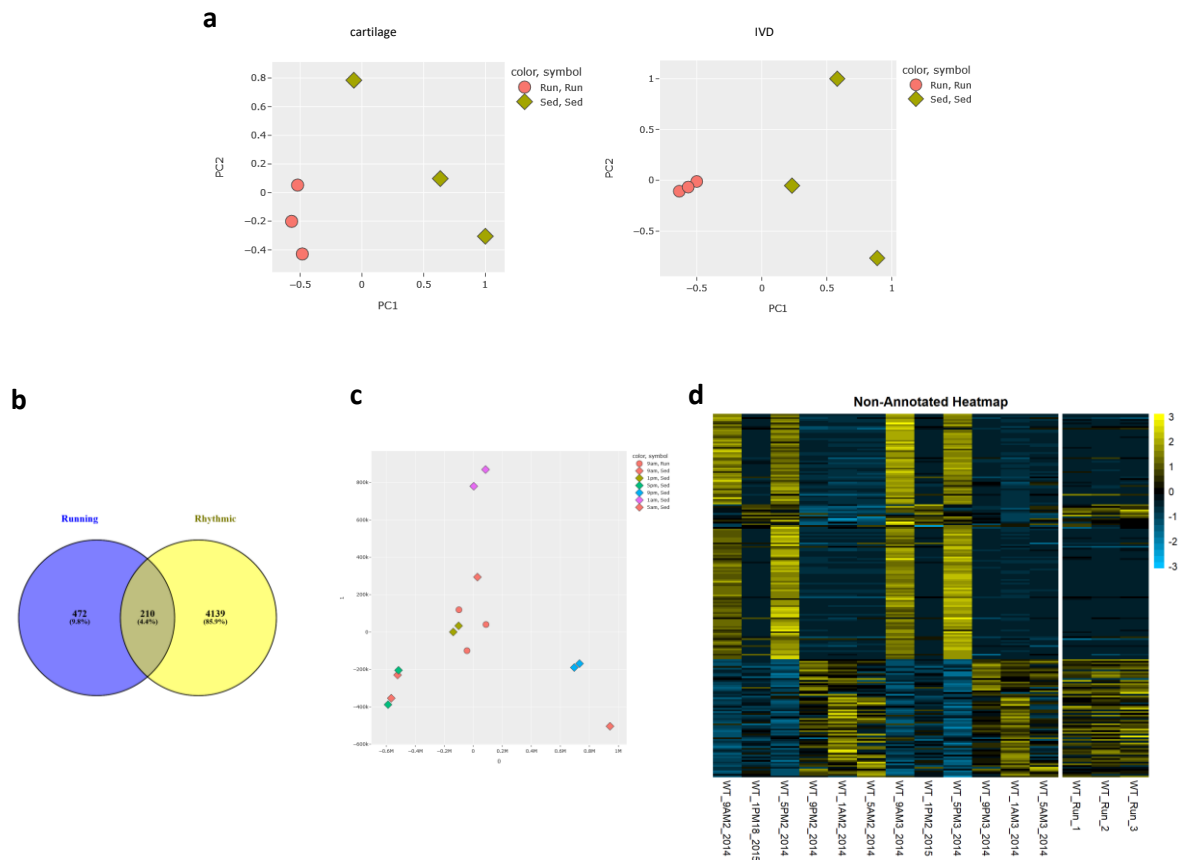 a
cartilage
IVD
color, symbol
Run, Run
Sed, Sed
0.8
0.6
0.4
0.2
0
−0.2
−0.4
PC2
−0.5
0
0.5
1
PC1
color, symbol
Run, Run
Sed, Sed
1
0.5
0
−0.5
PC2
−0.5
0
0.5
1
PC1
b
Running
Rhythmic
472
(9.8%)
210
(4.4%)
4139
(85.9%)
c
color, symbol
9am, Run
9am, Sed
1pm, Sed
5pm, Sed
9pm, Sed
1am, Sed
5am, Sed
800k
600k
400k
200k
0
−200k
−400k
−600k
1
−0.6M
−0.4M
−0.2M
0
0.2M
0.4M
0.6M
0.8M
1M
0
d
Non-Annotated Heatmap
3
2
1
0
-1
-2
-3
WT_9AM2_2014
WT_1PM18_2015
WT_5PM2_2014
WT_9PM2_2014
WT_1AM2_2014
WT_5AM2_2014
WT_9AM3_2014
WT_1PM2_2015
WT_5PM3_2014
WT_9PM3_2014
WT_1AM3_2014
WT_5AM3_2014
WT_Run_1
WT_Run_2
WT_Run_3